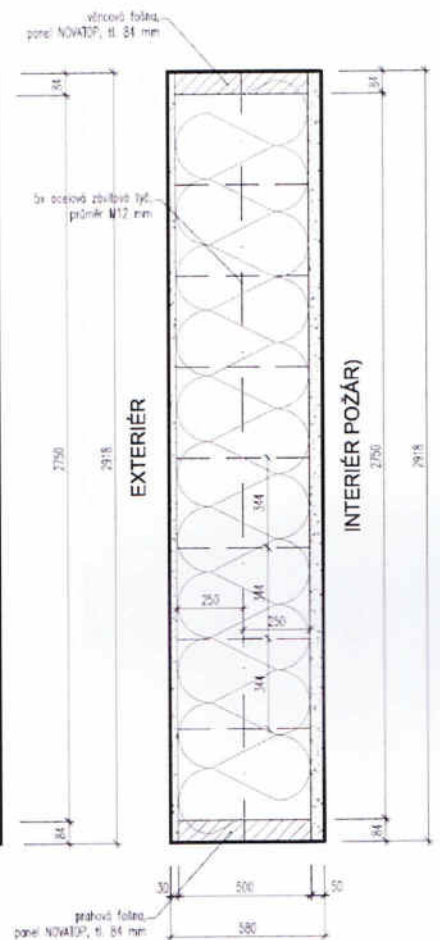 věncová fošna,
panel NOVATOP, tl. 84 mm
84
84
5x ocelová závitová tyč,
průměr M12 mm
EXTERIÉR
INTERIÉR POŽÁR)
2750
2918
2750
2918
344
344
344
250
250
84
84
30
500
50
580
prahová fošna,
panel NOVATOP, tl. 84 mm